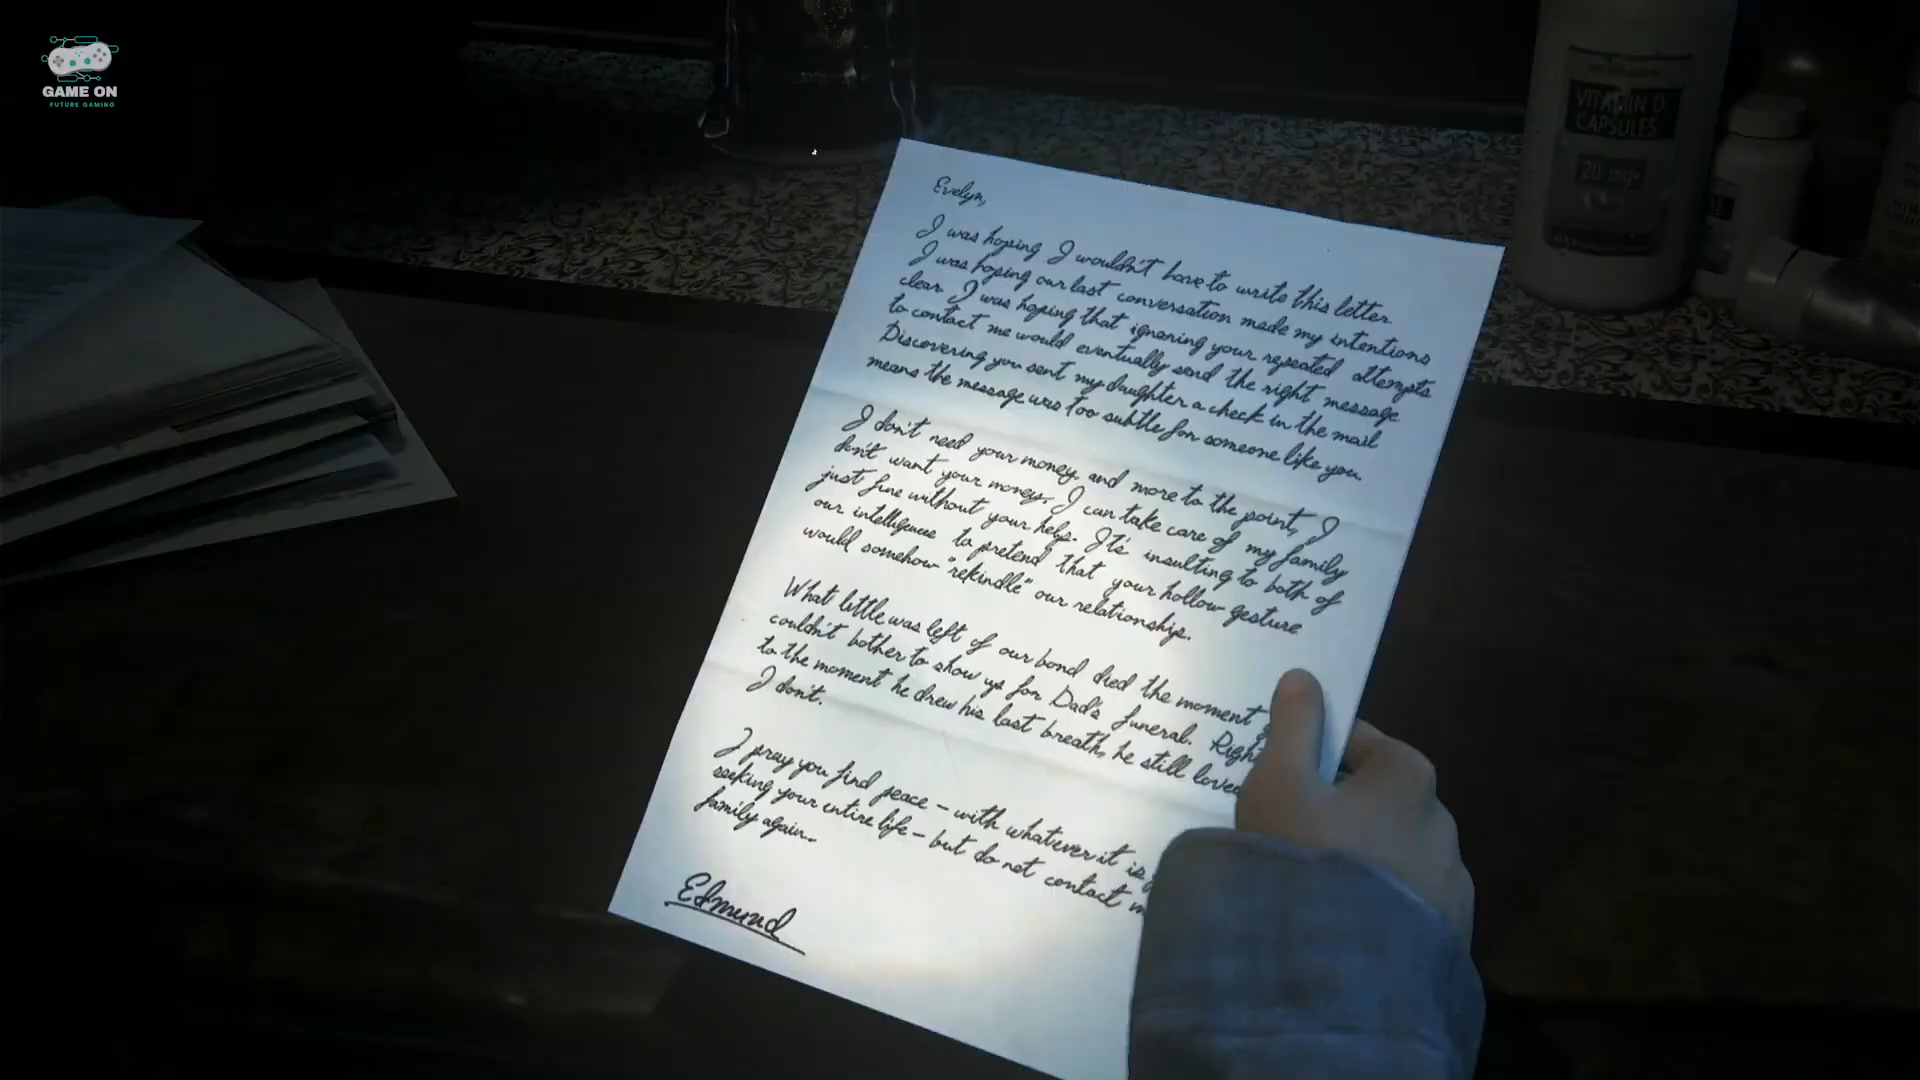 GAME ON
FUTURE GAMING
VITAMIN D
CAPSULES
20 mg
Evelyn,
I was hoping I wouldn't have to write this letter.
I was hoping our last conversation made my intentions
clear. I was hoping that ignoring your repeated attempts
to contact me would eventually send the right message
Discovering you sent my daughter a check in the mail
means the message was too subtle for someone like you.
I don't need your money, and more to the point, I
don't want your money. I can take care of my family
just fine without your help. It's insulting to both of
our intelligences to pretend that your hollow gesture
would somehow "rekindle" our relationship.
What little was left of our bond died the moment
couldn't bother to show up for Dad's funeral. Righ
to the moment he drew his last breath, he still loved
I don't.
I pray you find peace – with whatever it is
seeking your entire life – but do not contact m
family again.
Edmund